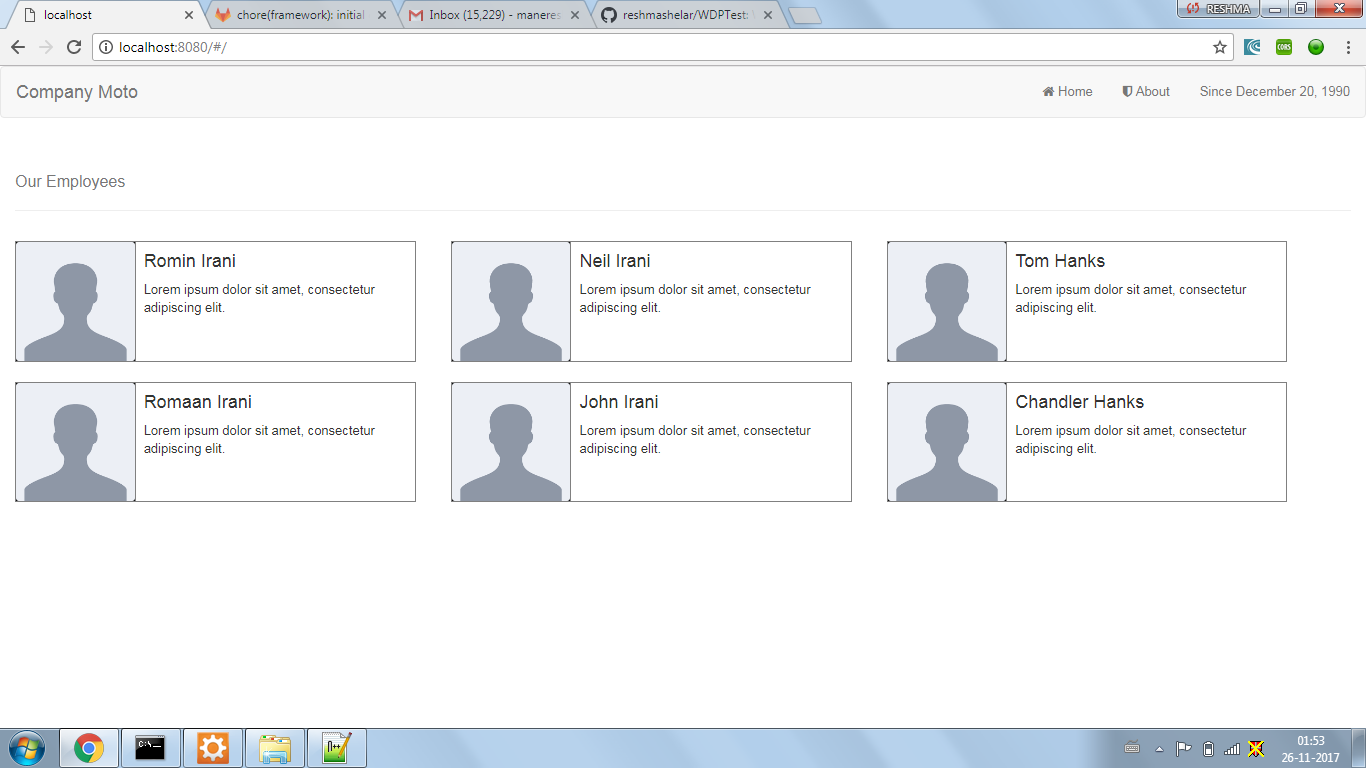 localhost
chore(framework): initial
Inbox (15,229) - maneres
reshmashelar/WDPTest:
RESHMA
localhost:8080/#/
CORS
Company Moto
Home
About
Since December 20, 1990
Our Employees
Romin Irani
Lorem ipsum dolor sit amet, consectetur
adipiscing elit.
Neil Irani
Lorem ipsum dolor sit amet, consectetur
adipiscing elit.
Tom Hanks
Lorem ipsum dolor sit amet, consectetur
adipiscing elit.
Romaan Irani
Lorem ipsum dolor sit amet, consectetur
adipiscing elit.
John Irani
Lorem ipsum dolor sit amet, consectetur
adipiscing elit.
Chandler Hanks
Lorem ipsum dolor sit amet, consectetur
adipiscing elit.
C:\.
01:53
26-11-2017